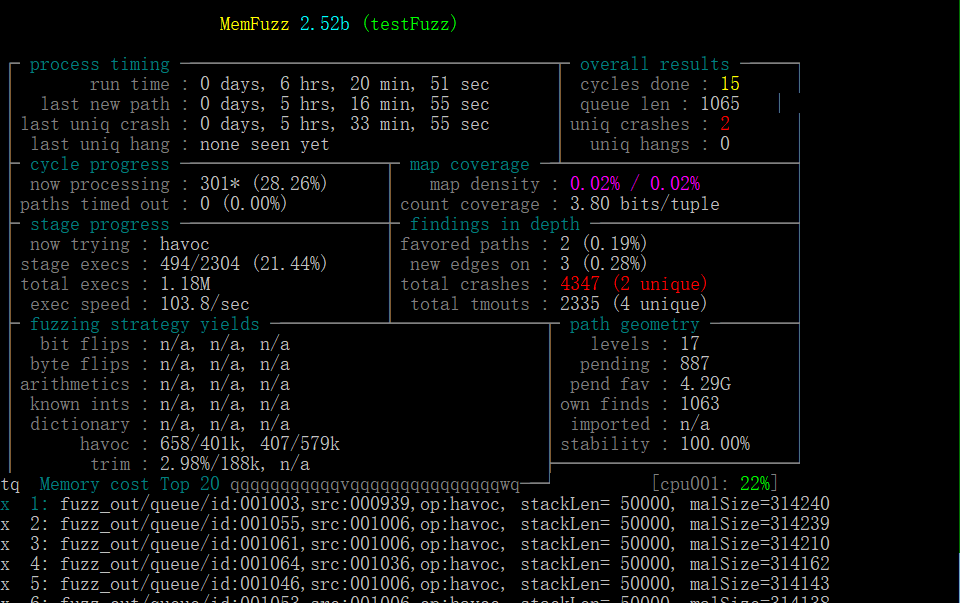 MemFuzz 2.52b (testFuzz)
process timing
run time : 0 days, 6 hrs, 20 min, 51 sec
last new path : 0 days, 5 hrs, 16 min, 55 sec
last uniq crash : 0 days, 5 hrs, 33 min, 55 sec
last uniq hang : none seen yet
overall results
cycles done : 15
queue len : 1065
uniq crashes : 2
uniq hangs : 0
cycle progress
now processing : 301* (28.26%)
paths timed out : 0 (0.00%)
map coverage
map density : 0.02% / 0.02%
count coverage : 3.80 bits/tuple
stage progress
now trying : havoc
stage execs : 494/2304 (21.44%)
total execs : 1.18M
exec speed : 103.8/sec
findings in depth
favored paths : 2 (0.19%)
new edges on : 3 (0.28%)
total crashes : 4347 (2 unique)
total tmouts : 2335 (4 unique)
fuzzing strategy yields
bit flips : n/a, n/a, n/a
byte flips : n/a, n/a, n/a
arithmetics : n/a, n/a, n/a
known ints : n/a, n/a, n/a
dictionary : n/a, n/a, n/a
havoc : 658/401k, 407/579k
trim : 2.98%/188k, n/a
path geometry
levels : 17
pending : 887
pend fav : 4.29G
own finds : 1063
imported : n/a
stability : 100.00%
tq Memory cost Top 20 qqqqqqqqqqqvqqqqqqqqqqqqqqqwq
[cpu001: 22%]
x 1: fuzz_out/queue/id:001003,src:000939,op:havoc, stackLen= 50000, malSize=314240
x 2: fuzz_out/queue/id:001055,src:001006,op:havoc, stackLen= 50000, malSize=314239
x 3: fuzz_out/queue/id:001061,src:001006,op:havoc, stackLen= 50000, malSize=314210
x 4: fuzz_out/queue/id:001064,src:001036,op:havoc, stackLen= 50000, malSize=314162
x 5: fuzz_out/queue/id:001046,src:001006,op:havoc, stackLen= 50000, malSize=314143